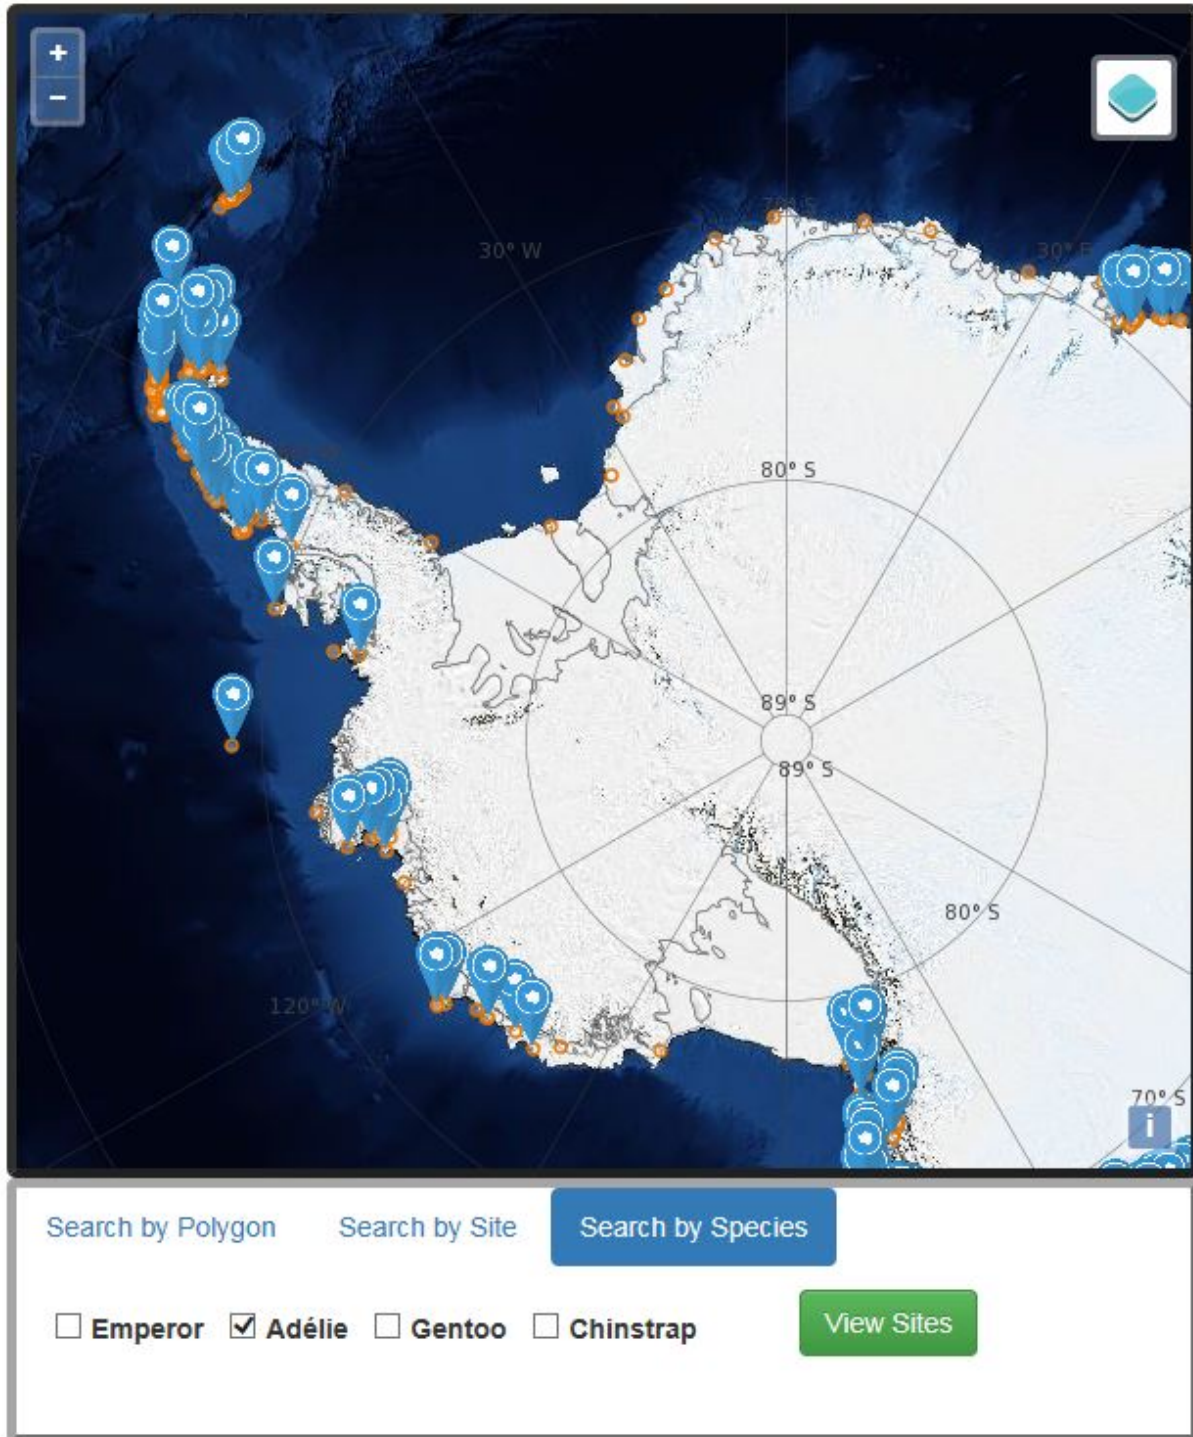 +
−
70° S
30° W
30° E
80° S
89° S
89° S
80° S
120° W
70° S
i
Search by Polygon Search by Site Search by Species
Emperor Adélie Gentoo Chinstrap View Sites